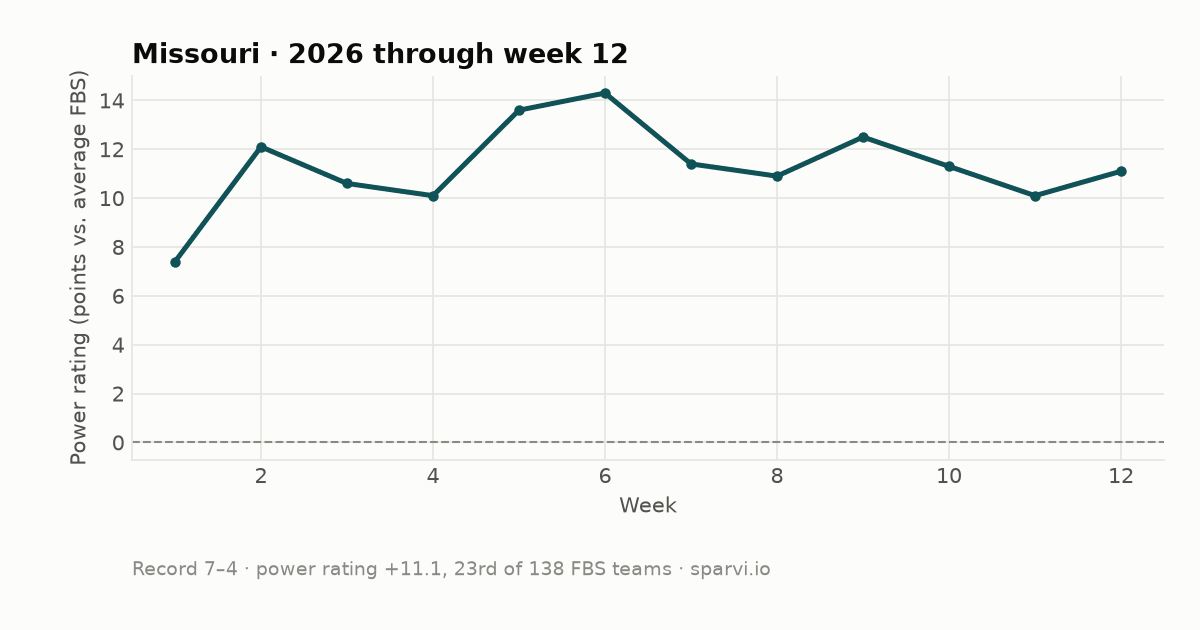 Missouri · 2026 through week 12
Power rating (points vs. average FBS)
14
12
10
8
6
4
2
0
2 4 6 8 10 12
Week
Record 7–4 · power rating +11.1, 23rd of 138 FBS teams · sparvi.io